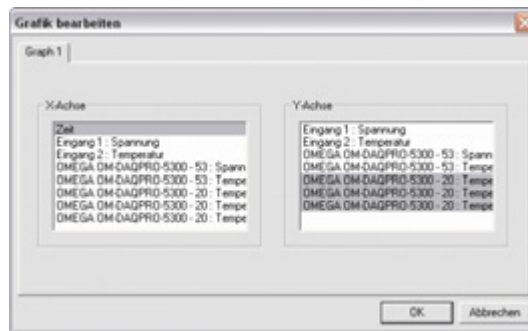 Grafik bearbeiten
Graph 1
X-Achse
Zeit
Eingang 1 : Spannung
Eingang 2 : Temperatur
OMEGA OM-DAQPRO-5300 - 53 : Spann
OMEGA OM-DAQPRO-5300 - 53 : Tempe
OMEGA OM-DAQPRO-5300 - 20 : Tempe
OMEGA OM-DAQPRO-5300 - 20 : Tempe
OMEGA OM-DAQPRO-5300 - 20 : Tempe
Y-Achse
Eingang 1 : Spannung
Eingang 2 : Temperatur
OMEGA OM-DAQPRO-5300 - 53 : Spann
OMEGA OM-DAQPRO-5300 - 53 : Tempe
OMEGA OM-DAQPRO-5300 - 20 : Tempe
OMEGA OM-DAQPRO-5300 - 20 : Tempe
OMEGA OM-DAQPRO-5300 - 20 : Tempe
OK
Abbrechen